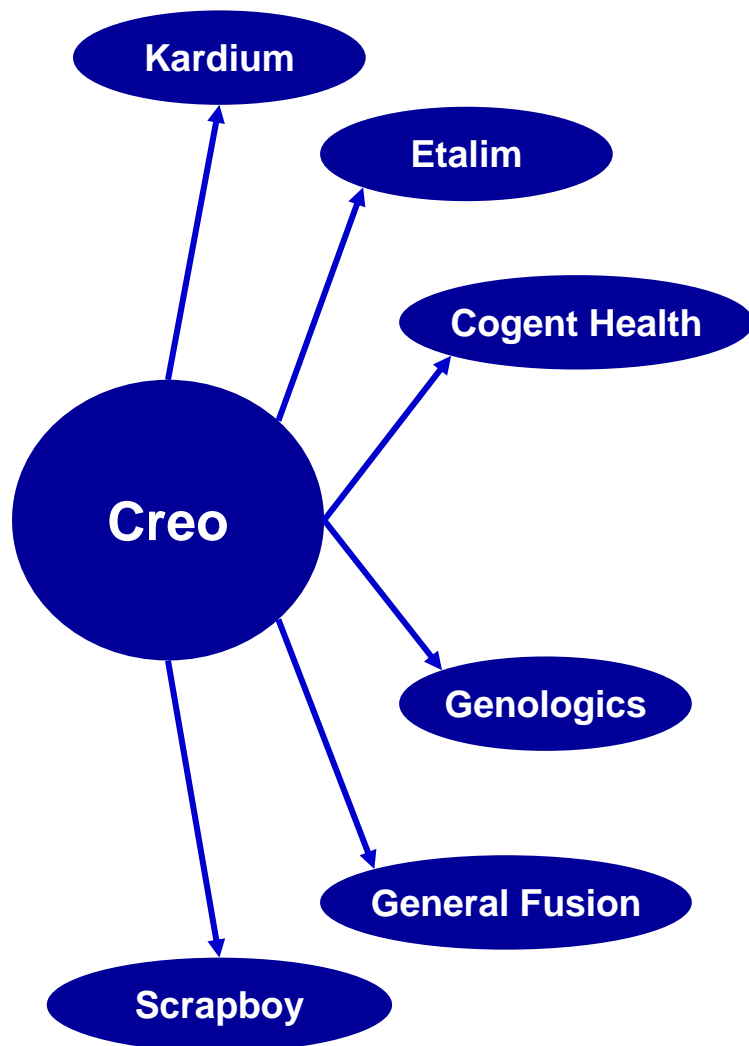 Kardium
Etalim
Cogent Health
Creo
Genologics
General Fusion
Scrapboy